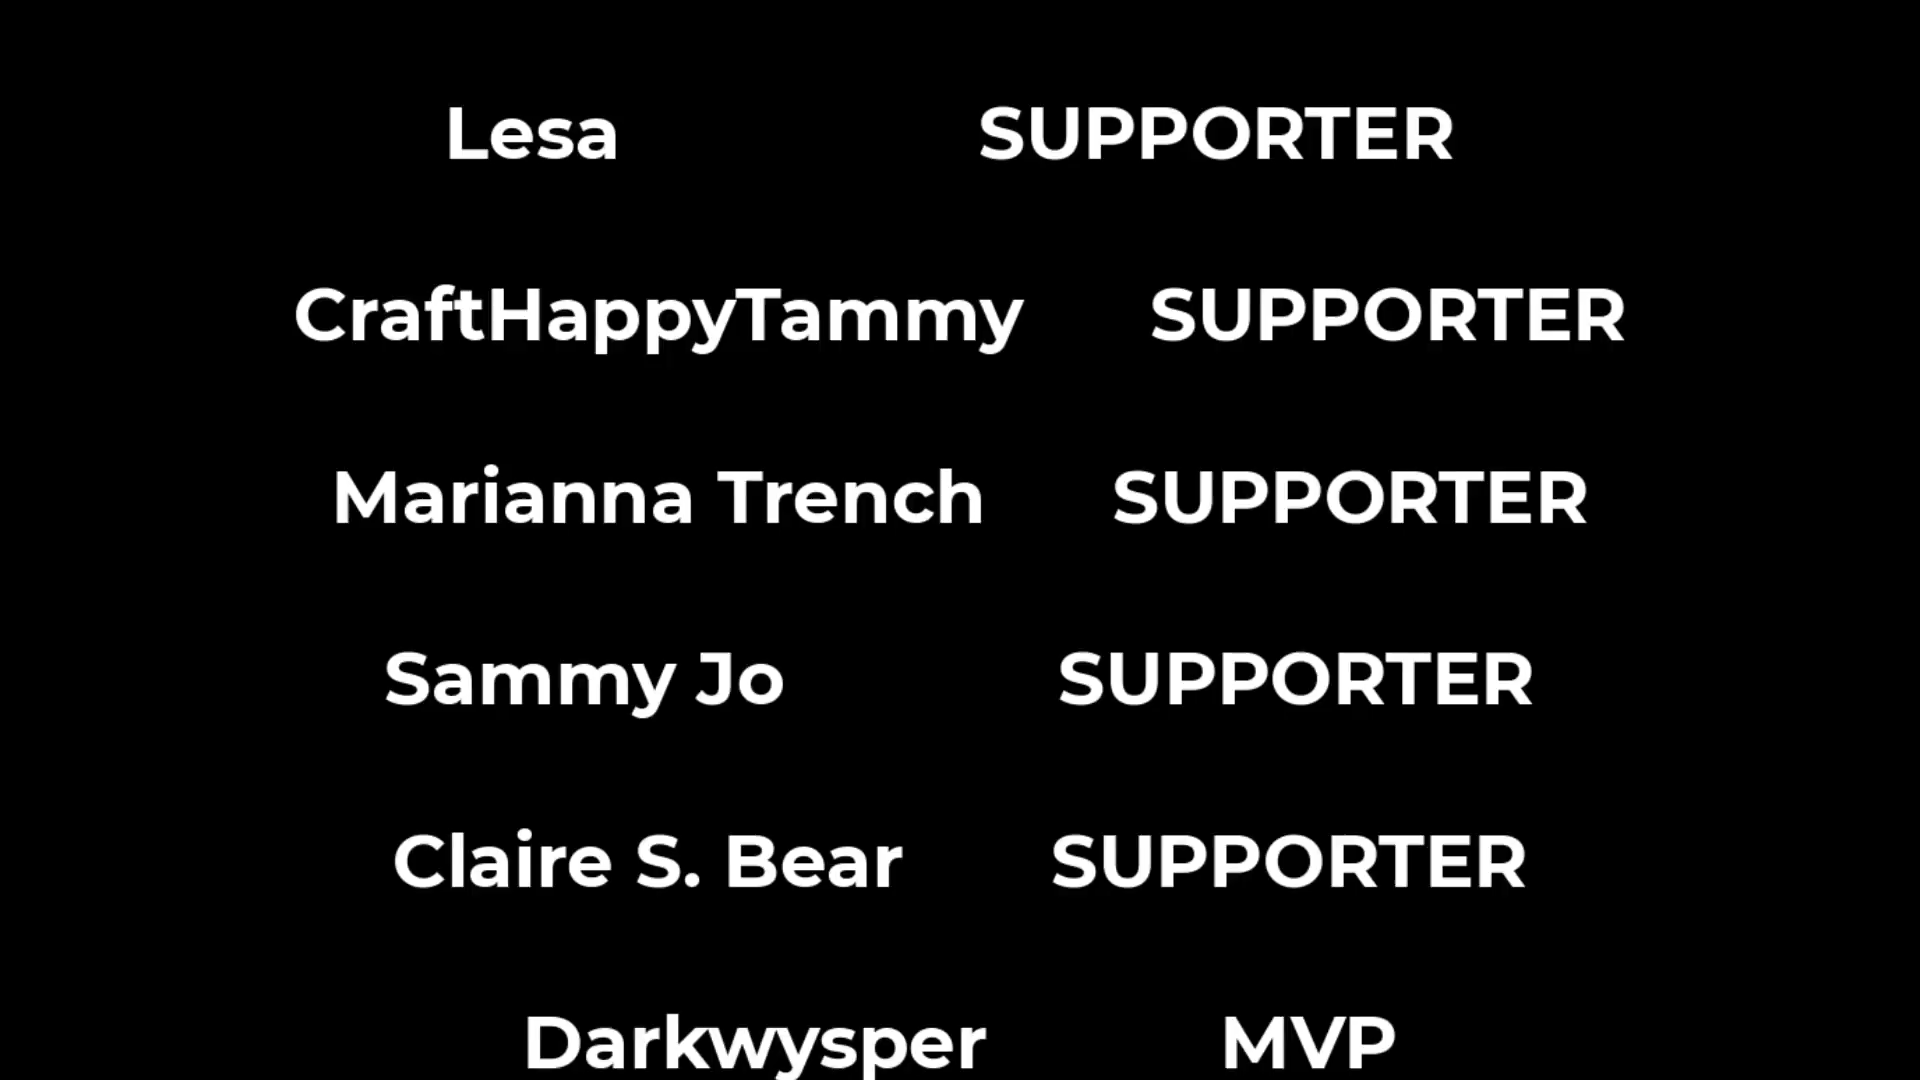 Lesa SUPPORTER
CraftHappyTammy SUPPORTER
Marianna Trench SUPPORTER
Sammy Jo SUPPORTER
Claire S. Bear SUPPORTER
Darkwysper MVP